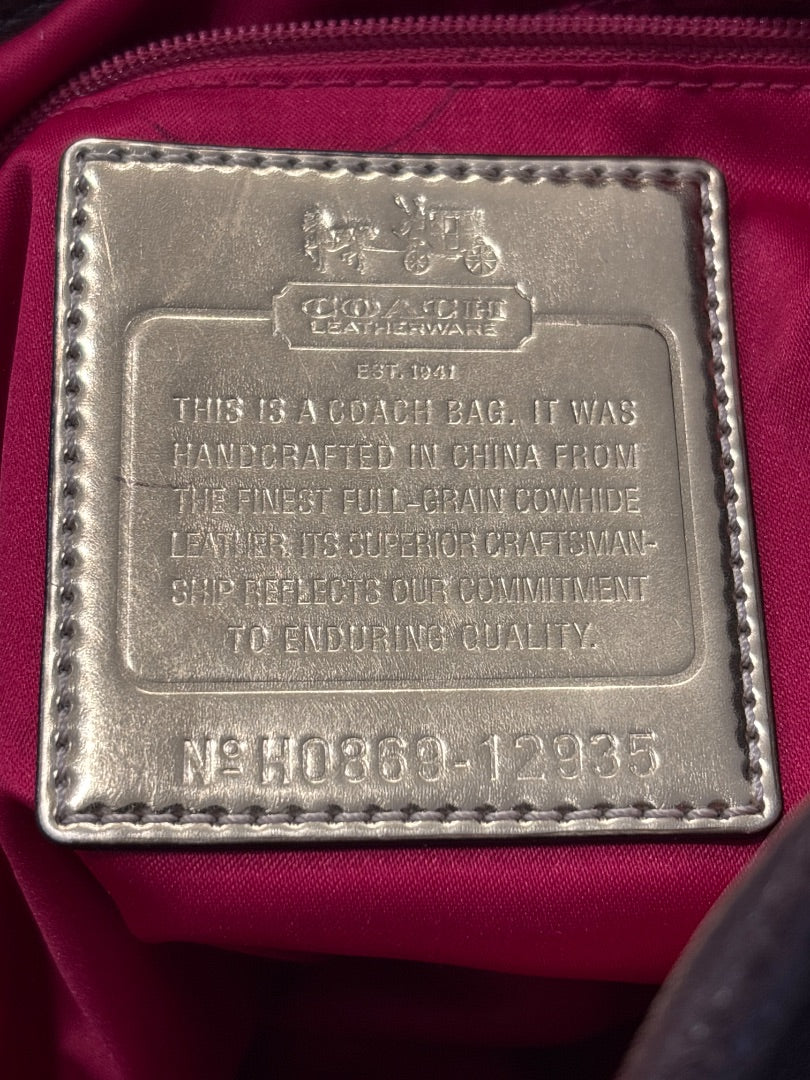 COACH
LEATHERWARE
EST. 1941
THIS IS A COACH BAG. IT WAS
HANDCRAFTED IN CHINA FROM
THE FINEST FULL-GRAIN COWHIDE
LEATHER. ITS SUPERIOR CRAFTSMAN-
SHIP REFLECTS OUR COMMITMENT
TO ENDURING QUALITY.
Nº H0869-12935